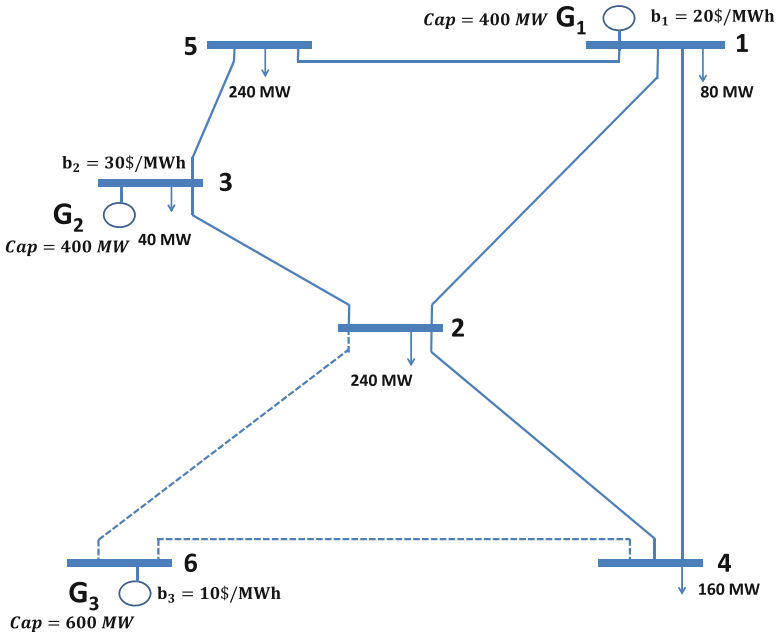 Cap = 400 MW G1 b1 = 20$/MWh
5
1
240 MW
80 MW
b2 = 30$/MWh
3
G2
40 MW
Cap = 400 MW
2
240 MW
6
4
G3 b3 = 10$/MWh
160 MW
Cap = 600 MW